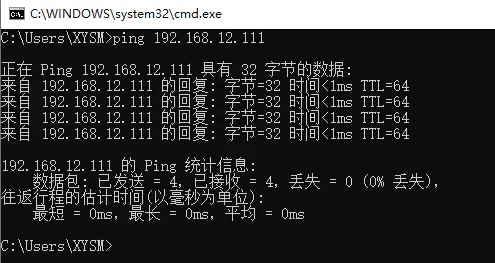 C:\WINDOWS\system32\cmd.exe
C:\Users\XYSM>ping 192.168.12.111
正在 Ping 192.168.12.111 具有 32 字节的数据:
来自 192.168.12.111 的回复: 字节=32 时间<1ms TTL=64
来自 192.168.12.111 的回复: 字节=32 时间<1ms TTL=64
来自 192.168.12.111 的回复: 字节=32 时间<1ms TTL=64
来自 192.168.12.111 的回复: 字节=32 时间<1ms TTL=64
192.168.12.111 的 Ping 统计信息:
数据包: 已发送 = 4, 已接收 = 4, 丢失 = 0 (0% 丢失),
往返行程的估计时间(以毫秒为单位):
最短 = 0ms, 最长 = 0ms, 平均 = 0ms
C:\Users\XYSM>